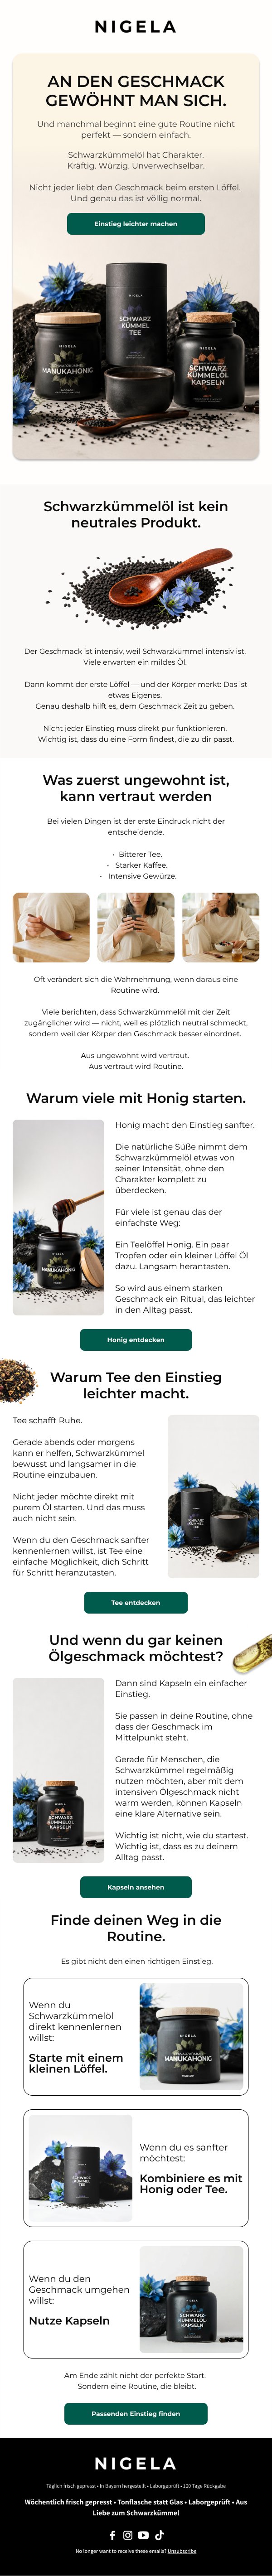 NIGELA
AN DEN GESCHMACK
GEWÖHNT MAN SICH.
Und manchmal beginnt eine gute Routine nicht
perfekt — sondern einfach.
Schwarzkümmelöl hat Charakter.
Kräftig. Würzig. Unverwechselbar.
Nicht jeder liebt den Geschmack beim ersten Löffel.
Und genau das ist völlig normal.
Einstieg leichter machen
NIGELA
SCHWARZ
KÜMMEL
TEE
NIGELA
MANUKAHONIG
NIGELA
SCHWARZ
KÜMMELÖL
KAPSELN
Schwarzkümmelöl ist kein
neutrales Produkt.
Der Geschmack ist intensiv, weil Schwarzkümmel intensiv ist.
Viele erwarten ein mildes Öl.
Dann kommt der erste Löffel — und der Körper merkt: Das ist
etwas Eigenes.
Genau deshalb hilft es, dem Geschmack Zeit zu geben.
Nicht jeder Einstieg muss direkt pur funktionieren.
Wichtig ist, dass du eine Form findest, die zu dir passt.
Was zuerst ungewohnt ist,
kann vertraut werden
Bei vielen Dingen ist der erste Eindruck nicht der
entscheidende.
• Bitterer Tee.
• Starker Kaffee.
• Intensive Gewürze.
Oft verändert sich die Wahrnehmung, wenn daraus eine
Routine wird.
Viele berichten, dass Schwarzkümmelöl mit der Zeit
zugänglicher wird — nicht, weil es plötzlich neutral schmeckt,
sondern weil der Körper den Geschmack besser einordnet.
Aus ungewohnt wird vertraut.
Aus vertraut wird Routine.
Warum viele mit Honig starten.
NIGELA
MANUKAHONIG
Honig macht den Einstieg sanfter.
Die natürliche Süße nimmt dem
Schwarzkümmelöl etwas von
seiner Intensität, ohne den
Charakter komplett zu
überdecken.
Für viele ist genau das der
einfachste Weg:
Ein Teelöffel Honig. Ein paar
Tropfen oder ein kleiner Löffel Öl
dazu. Langsam herantasten.
So wird aus einem starken
Geschmack ein Ritual, das leichter
in den Alltag passt.
Honig entdecken
Warum Tee den Einstieg
leichter macht.
Tee schafft Ruhe.
Gerade abends oder morgens
kann er helfen, Schwarzkümmel
bewusst und langsamer in die
Routine einzubauen.
Nicht jeder möchte direkt mit
purem Öl starten. Und das muss
auch nicht sein.
Wenn du den Geschmack sanfter
kennenlernen willst, ist Tee eine
einfache Möglichkeit, dich Schritt
für Schritt heranzutasten.
SCHWARZ
KÜMMEL
TEE
Tee entdecken
Und wenn du gar keinen
Ölgeschmack möchtest?
NIGELA
SCHWARZ
KÜMMELÖL
KAPSELN
Dann sind Kapseln ein einfacher
Einstieg.
Sie passen in deine Routine, ohne
dass der Geschmack im
Mittelpunkt steht.
Gerade für Menschen, die
Schwarzkümmel regelmäßig
nutzen möchten, aber mit dem
intensiven Ölgeschmack nicht
warm werden, können Kapseln
eine klare Alternative sein.
Wichtig ist nicht, wie du startest.
Wichtig ist, dass es zu deinem
Alltag passt.
Kapseln ansehen
Finde deinen Weg in die
Routine.
Es gibt nicht den einen richtigen Einstieg.
Wenn du
Schwarzkümmelöl
direkt kennenlernen
willst:
Starte mit einem
kleinen Löffel.
NIGELA
MANUKAHONIG
SCHWARZ
KÜMMEL
TEE
Wenn du es sanfter
möchtest:
Kombiniere es mit
Honig oder Tee.
Wenn du den
Geschmack umgehen
willst:
Nutze Kapseln
NIGELA
SCHWARZ-
KÜMMELÖL-
KAPSELN
Am Ende zählt nicht der perfekte Start.
Sondern eine Routine, die bleibt.
Passenden Einstieg finden
NIGELA
Täglich frisch gepresst • In Bayern hergestellt • Laborgeprüft • 100 Tage Rückgabe
Wöchentlich frisch gepresst • Tonflasche statt Glas • Laborgeprüft • Aus
Liebe zum Schwarzkümmel
No longer want to receive these emails? Unsubscribe